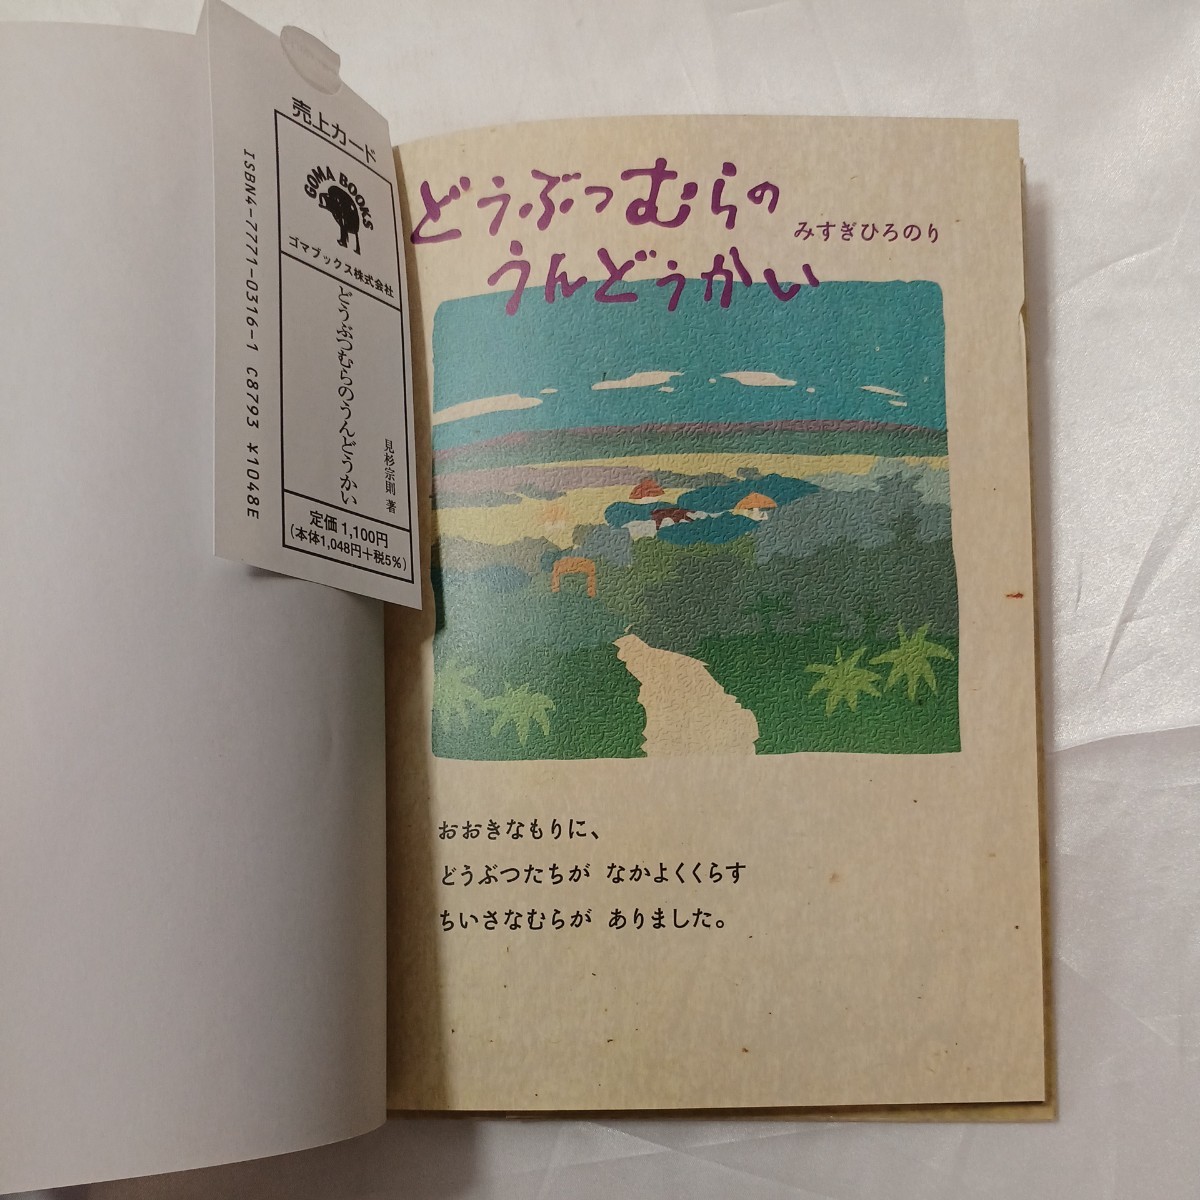 売上カード
GOMA BOOKS
ゴマブックス株式会社
どうぶつむらのうんどうかい
見杉宗則 著
定価1,100円
(本体1,048円+税5%)
ISBN4-7771-0316-1 C8793 ¥1048E
どうぶつむらの
うんどうかい
みすぎひろのり
おおきなもりに、
どうぶつたちが なかよくくらす
ちいさなむらが ありました。